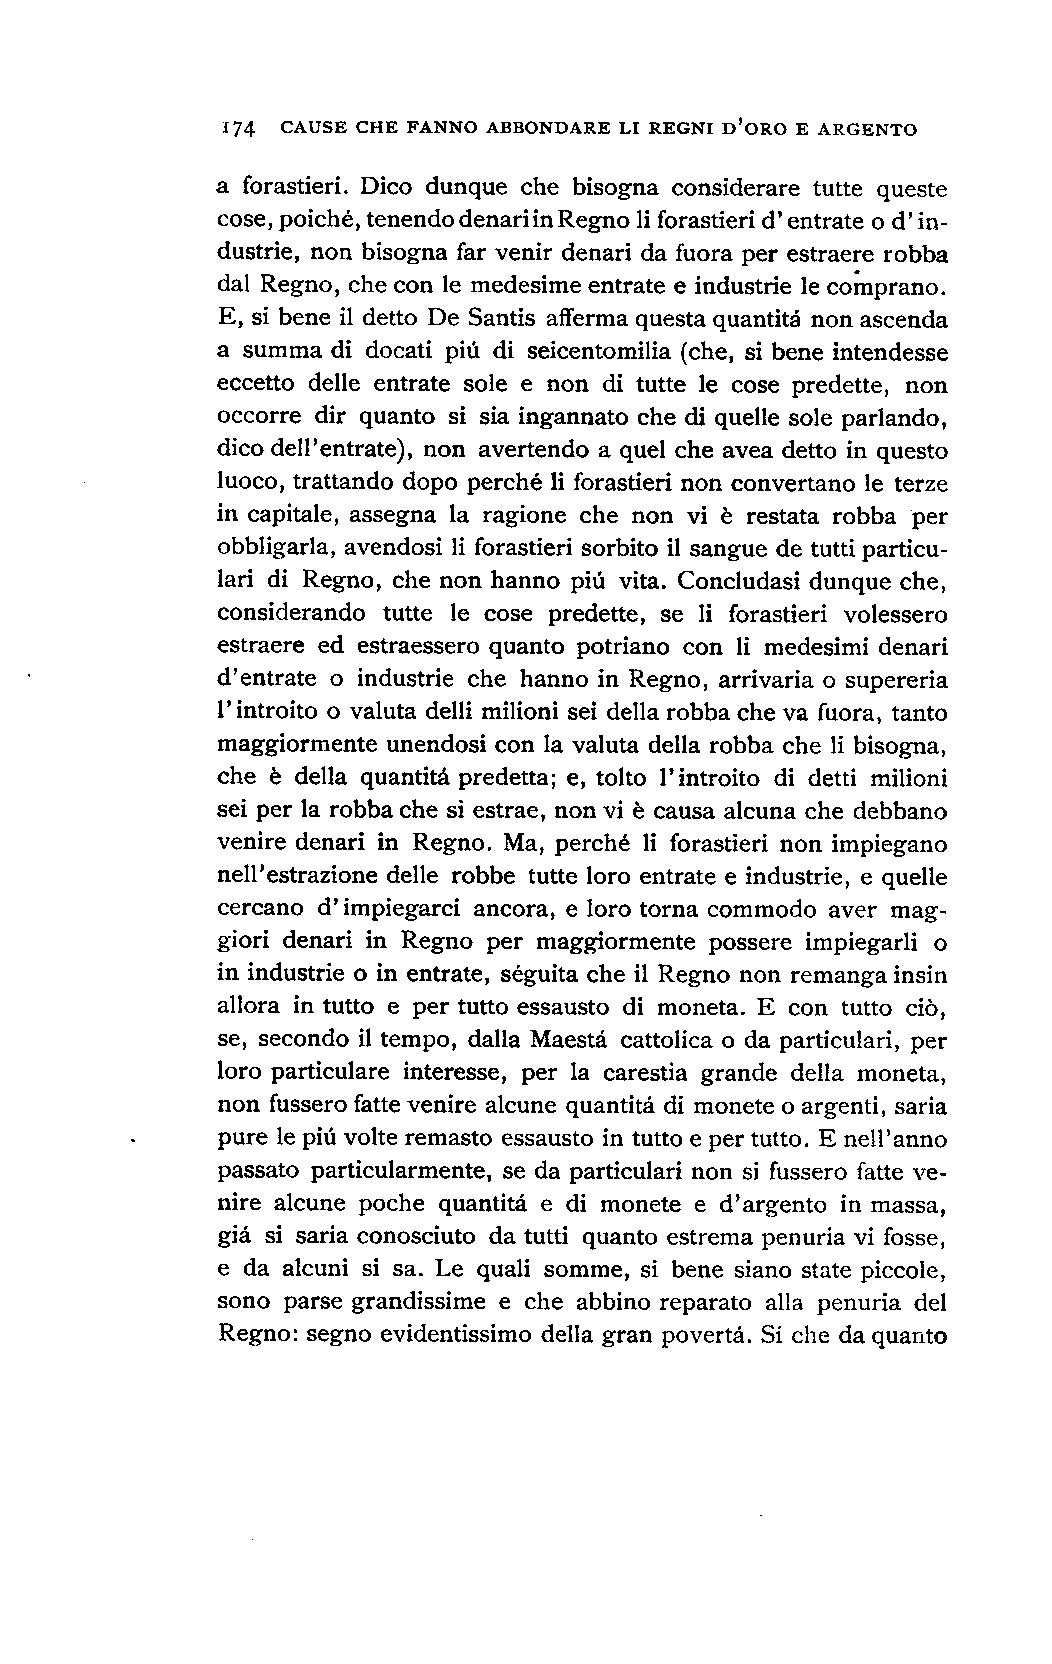 174 CAUSE CHE FANNO ABBONDARE LI REGNI D'ORO E ARGENTO
a forastieri. Dico dunque che bisogna considerare tutte queste
cose, poiché, tenendo denari in Regno li forastieri d' entrate o d' in-
dustrie, non bisogna far venir denari da fuora per estraere robba
dal Regno, che con le medesime entrate e industrie le comprano.
E, si bene il detto De Santis afferma questa quantitá non ascenda
a summa di docati piú di seicentomilia (che, si bene intendesse
eccetto delle entrate sole e non di tutte le cose predette, non
occorre dir quanto si sia ingannato che di quelle sole parlando,
dico dell'entrate), non avertendo a quel che avea detto in questo
luoco, trattando dopo perché li forastieri non convertano le terze
in capitale, assegna la ragione che non vi è restata robba per
obbligarla, avendosi li forastieri sorbito il sangue de tutti particu-
lari di Regno, che non hanno piú vita. Concludasi dunque che,
considerando tutte le cose predette, se li forastieri volessero
estraere ed estraessero quanto potriano con li medesimi denari
d'entrate o industrie che hanno in Regno, arrivaria o supereria
l'introito o valuta delli milioni sei della robba che va fuora, tanto
maggiormente unendosi con la valuta della robba che li bisogna,
che è della quantitá predetta; e, tolto l'introito di detti milioni
sei per la robba che si estrae, non vi è causa alcuna che debbano
venire denari in Regno. Ma, perché li forastieri non impiegano
nell'estrazione delle robbe tutte loro entrate e industrie, e quelle
cercano d'impiegarci ancora, e loro torna commodo aver mag-
giori denari in Regno per maggiormente possere impiegarli o
in industrie o in entrate, séguita che il Regno non remanga insin
allora in tutto e per tutto essausto di moneta. E con tutto ciò,
se, secondo il tempo, dalla Maestá cattolica o da particulari, per
loro particulare interesse, per la carestia grande della moneta,
non fussero fatte venire alcune quantitá di monete o argenti, saria
pure le piú volte remasto essausto in tutto e per tutto. E nell'anno
passato particularmente, se da particulari non si fussero fatte ve-
nire alcune poche quantitá e di monete e d'argento in massa,
giá si saria conosciuto da tutti quanto estrema penuria vi fosse,
e da alcuni si sa. Le quali somme, si bene siano state piccole,
sono parse grandissime e che abbino reparato alla penuria del
Regno: segno evidentissimo della gran povertá. Sí che da quanto